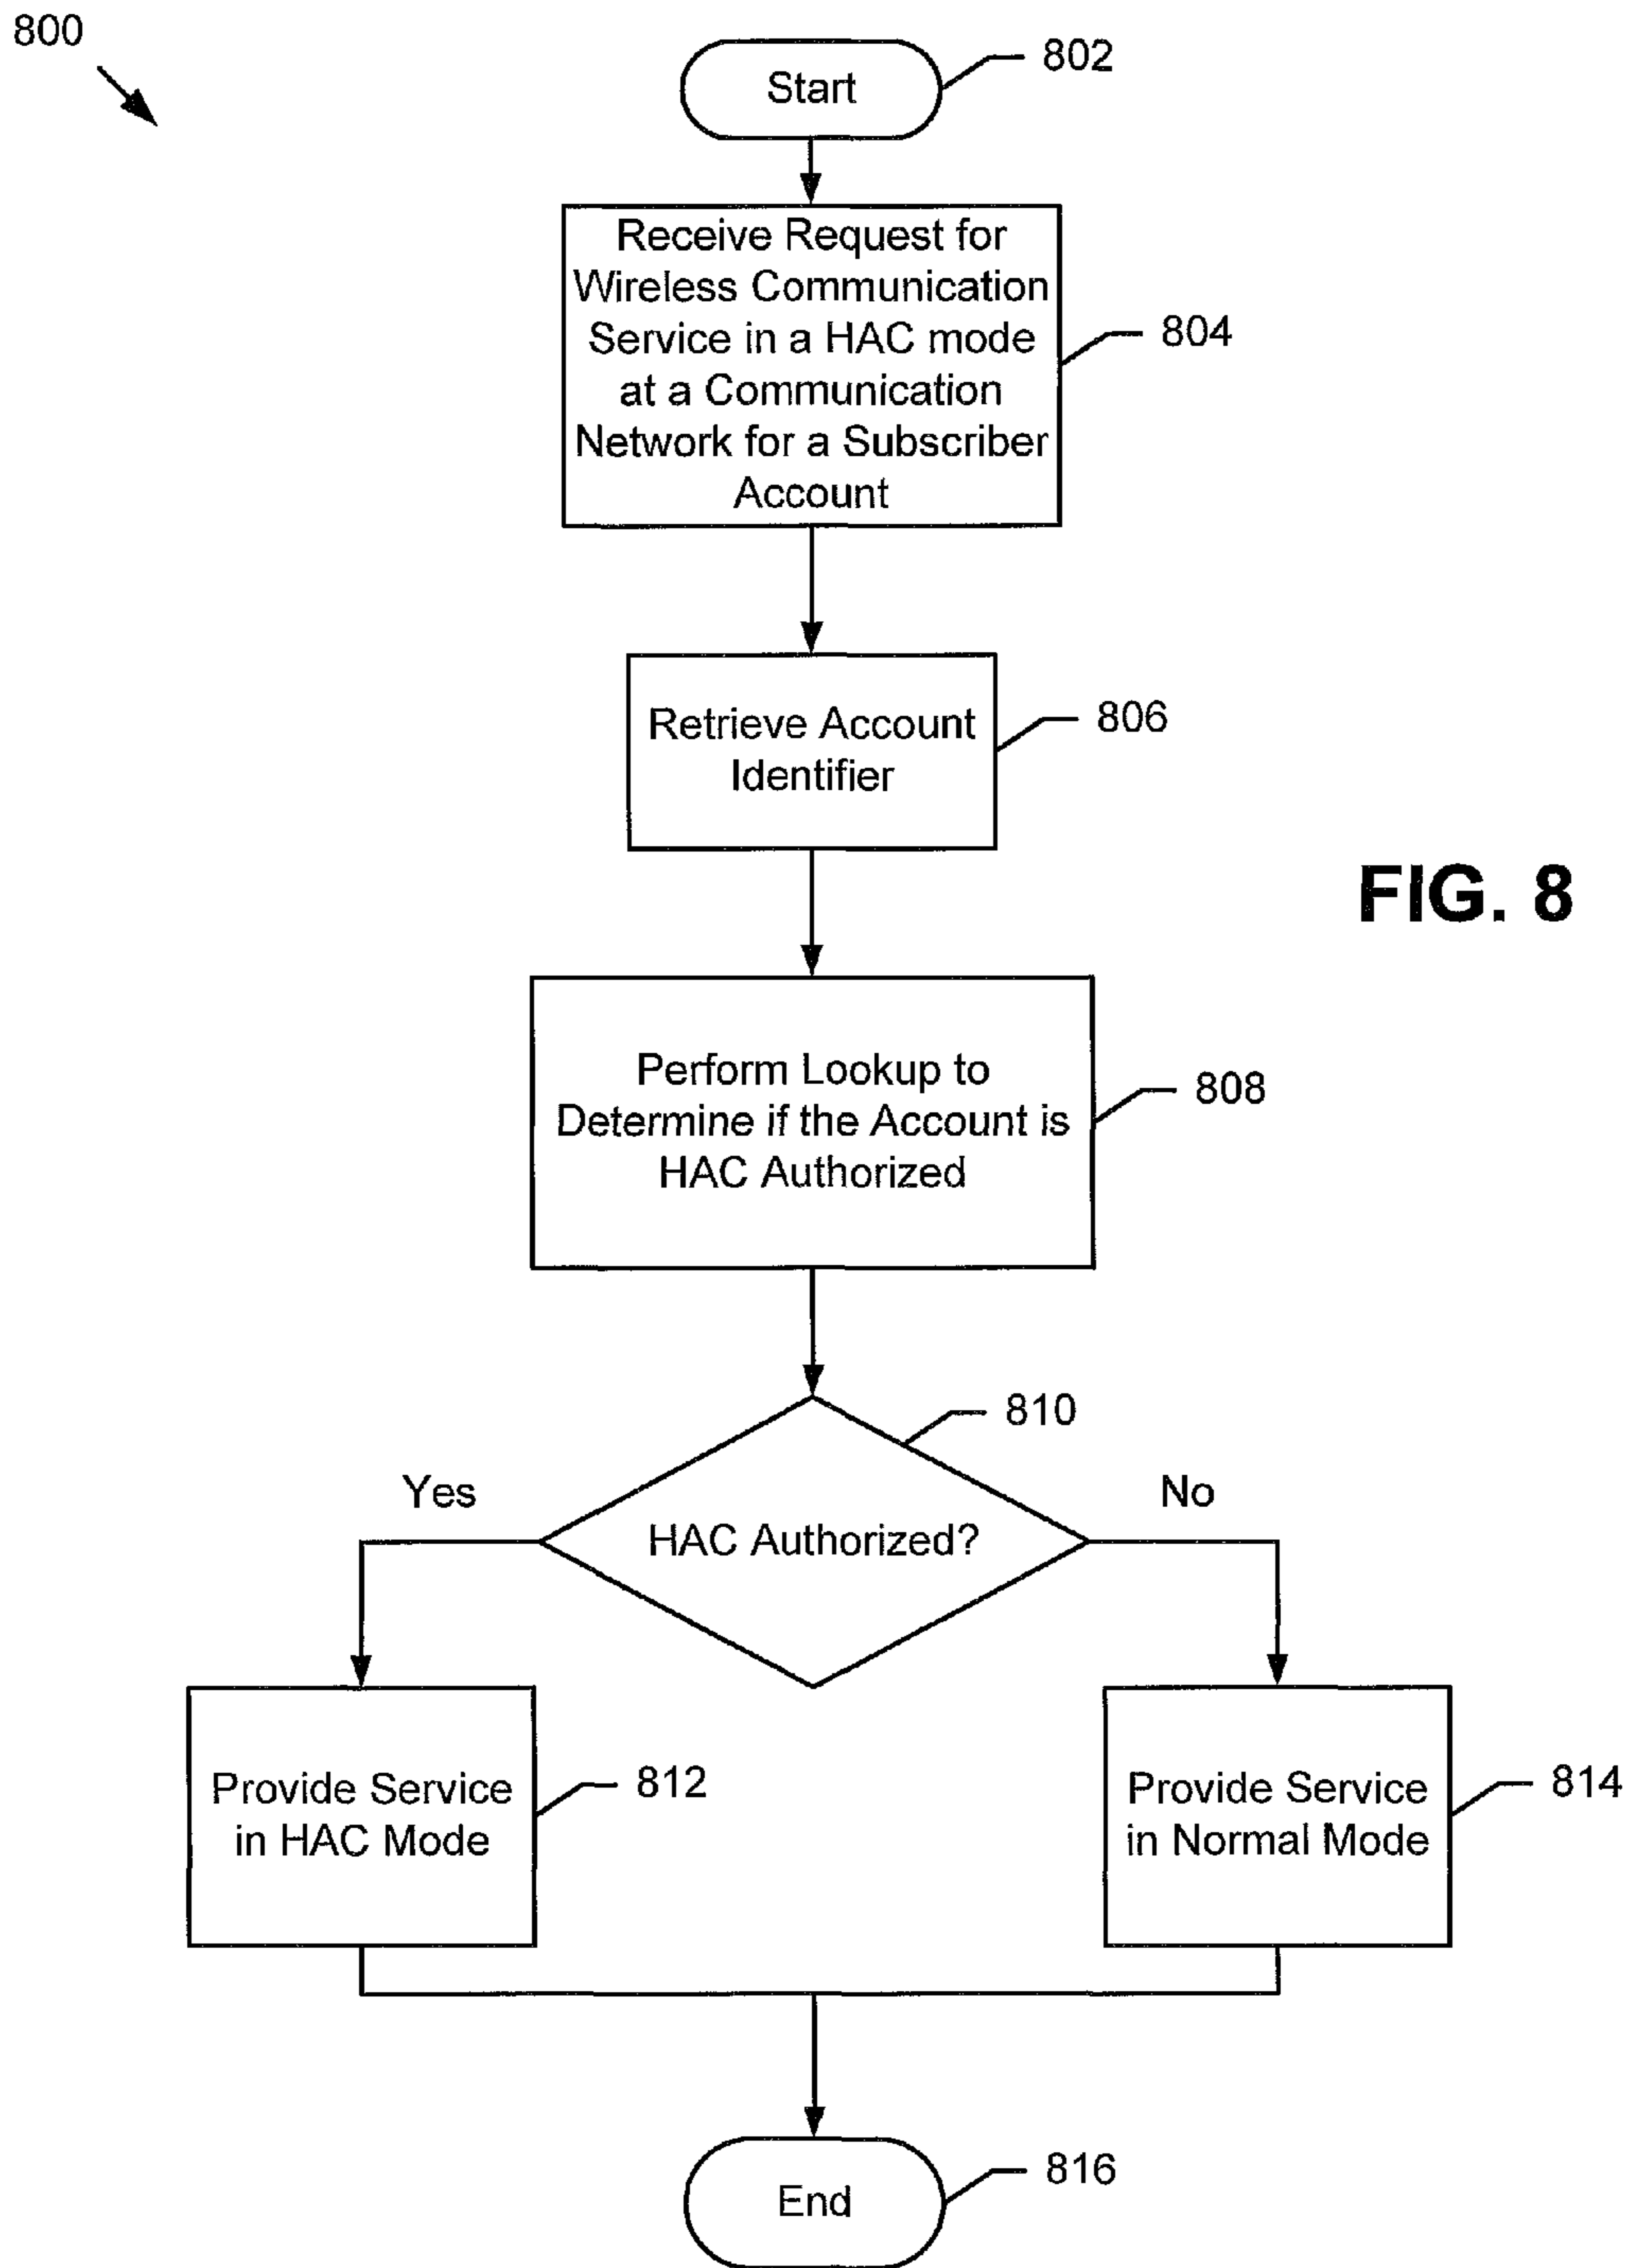 800
Start
802
Receive Request for
Wireless Communication
Service in a HAC mode
at a Communication
Network for a Subscriber
Account
804
Retrieve Account
Identifier
806
FIG. 8
Perform Lookup to
Determine if the Account is
HAC Authorized
808
810
Yes
No
HAC Authorized?
Provide Service
in HAC Mode
812
Provide Service
in Normal Mode
814
End
816